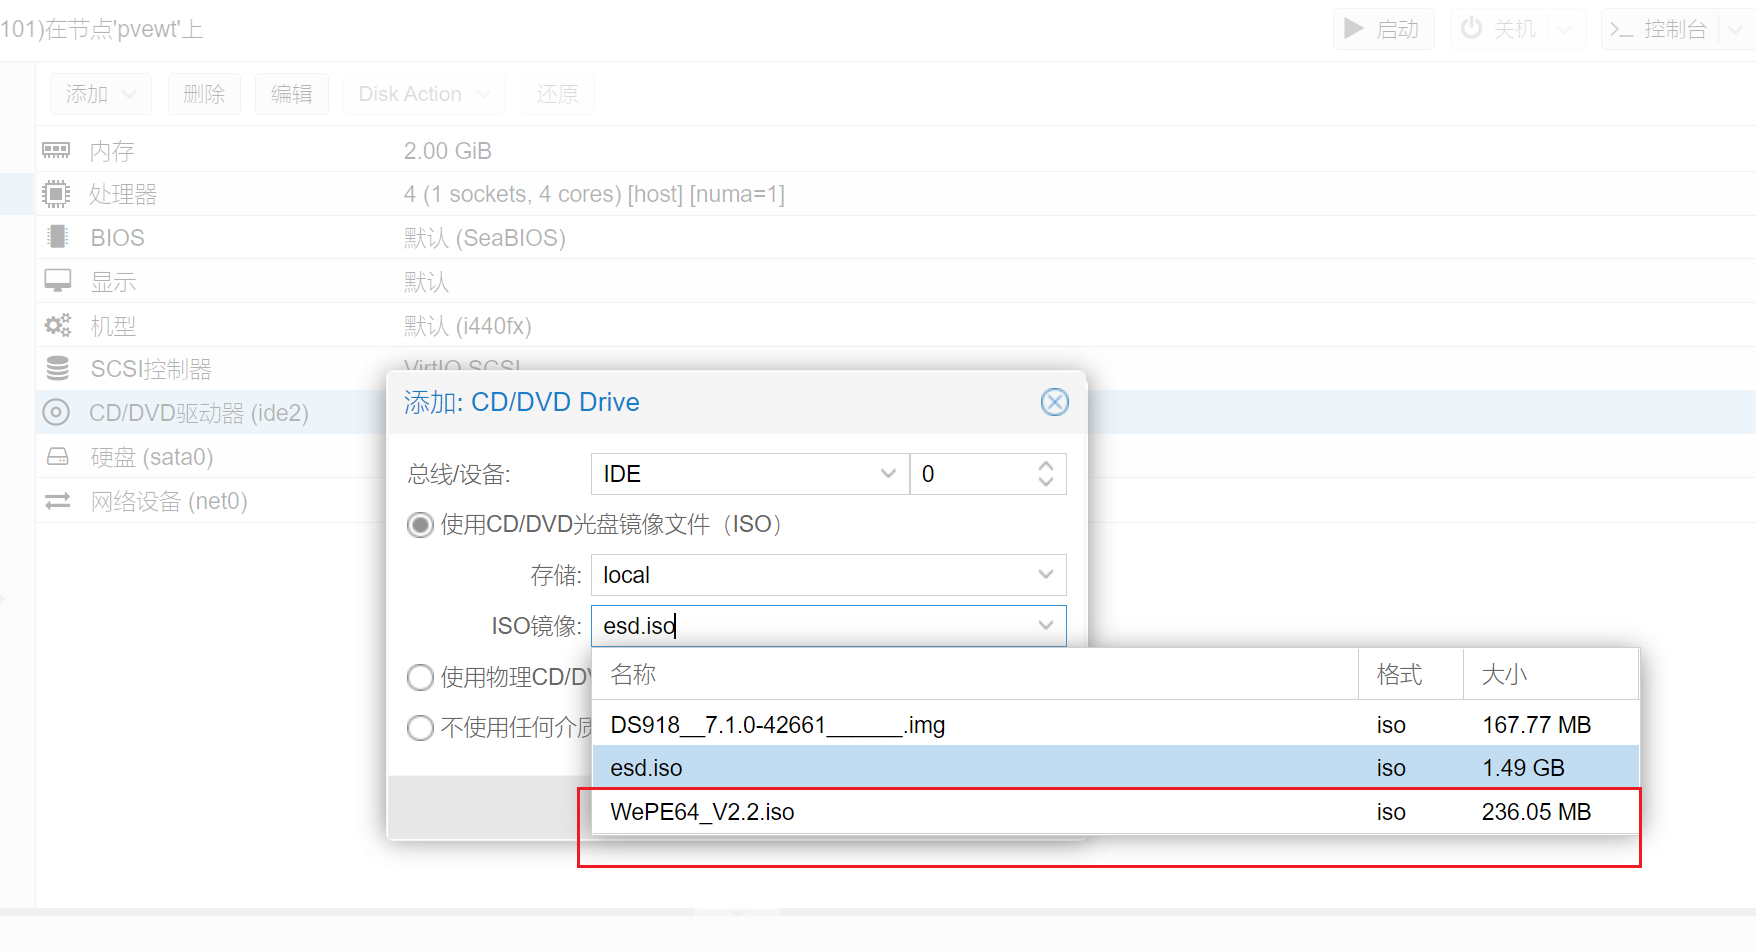 101)在节点'pvewt'上
启动
关机
控制台
添加
删除
编辑
Disk Action
还原
内存 2.00 GiB
处理器 4 (1 sockets, 4 cores) [host] [numa=1]
BIOS 默认 (SeaBIOS)
显示 默认
机型 默认 (i440fx)
SCSI控制器 VirtIO SCSI
CD/DVD驱动器 (ide2)
硬盘 (sata0)
网络设备 (net0)
添加: CD/DVD Drive
总线/设备: IDE 0
使用CD/DVD光盘镜像文件（ISO）
存储: local
ISO镜像: esd.iso
使用物理CD/DV
不使用任何介质
名称 格式 大小
DS918__7.1.0-42661______.img iso 167.77 MB
esd.iso iso 1.49 GB
WePE64_V2.2.iso iso 236.05 MB